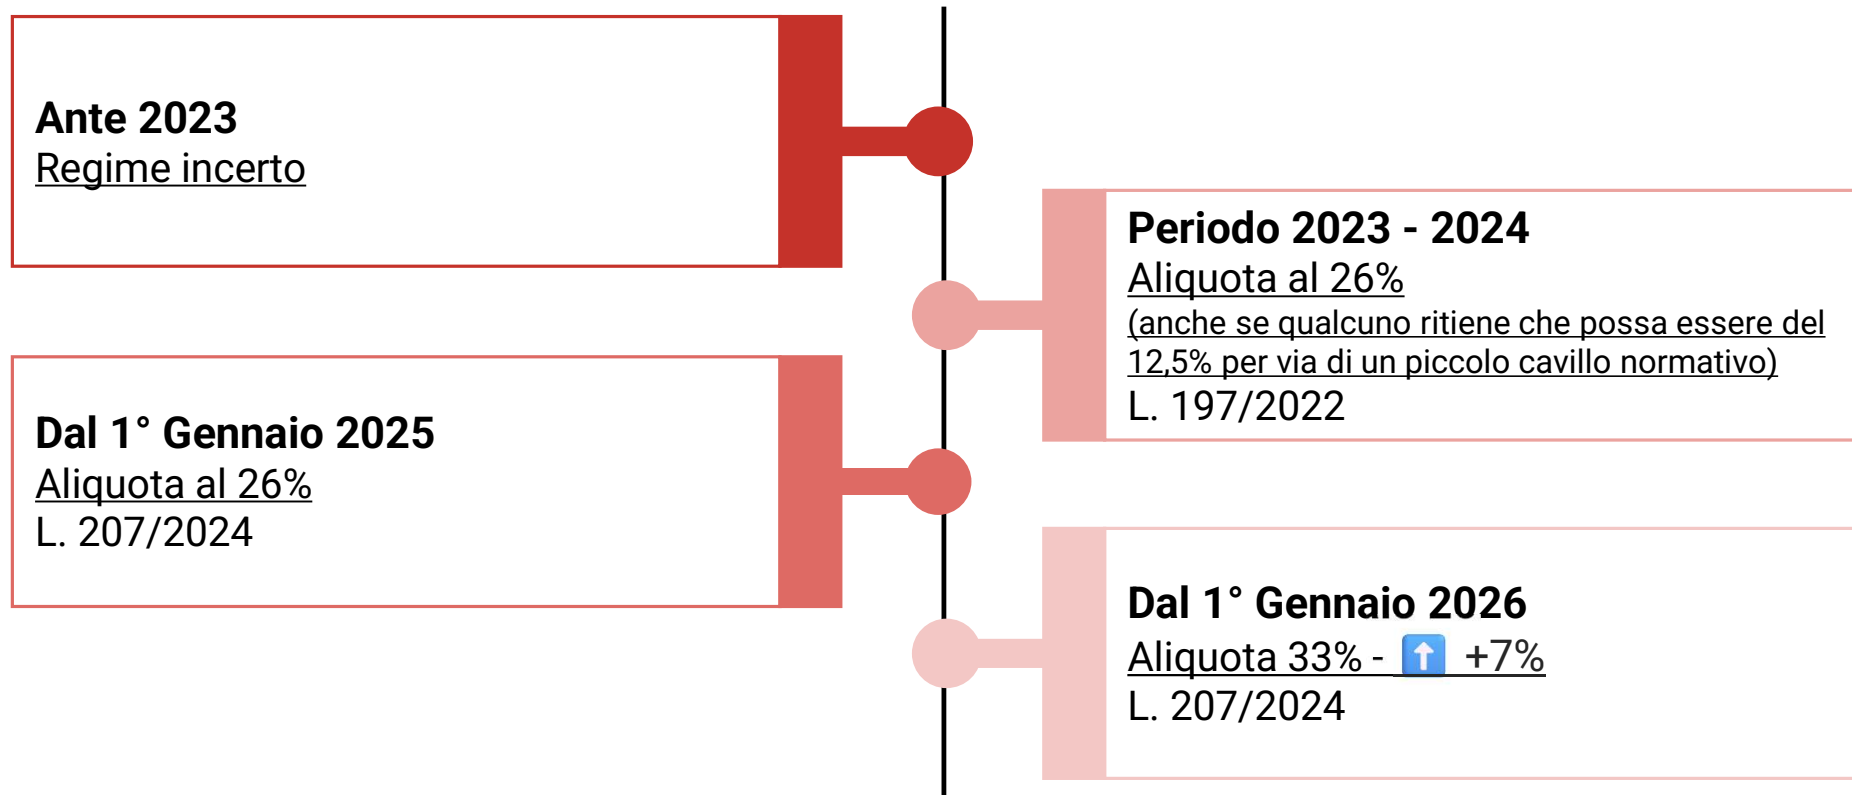 Ante 2023
Regime incerto
Periodo 2023 - 2024
Aliquota al 26%
(anche se qualcuno ritiene che possa essere del
12,5% per via di un piccolo cavillo normativo)
L. 197/2022
Dal 1° Gennaio 2025
Aliquota al 26%
L. 207/2024
Dal 1° Gennaio 2026
Aliquota 33% - ⬆️ +7%
L. 207/2024